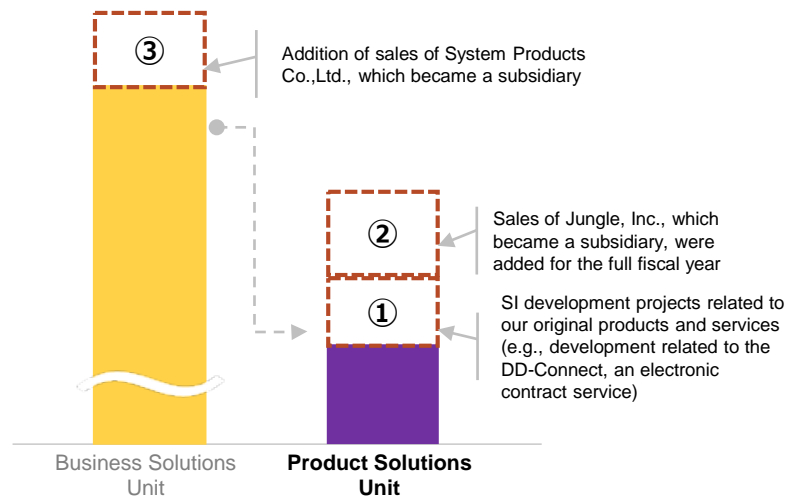 ③
Addition of sales of System Products
Co.,Ltd., which became a subsidiary
②
Sales of Jungle, Inc., which
became a subsidiary, were
added for the full fiscal year
①
SI development projects related to
our original products and services
(e.g., development related to the
DD-Connect, an electronic
contract service)
Business Solutions
Unit
Product Solutions
Unit